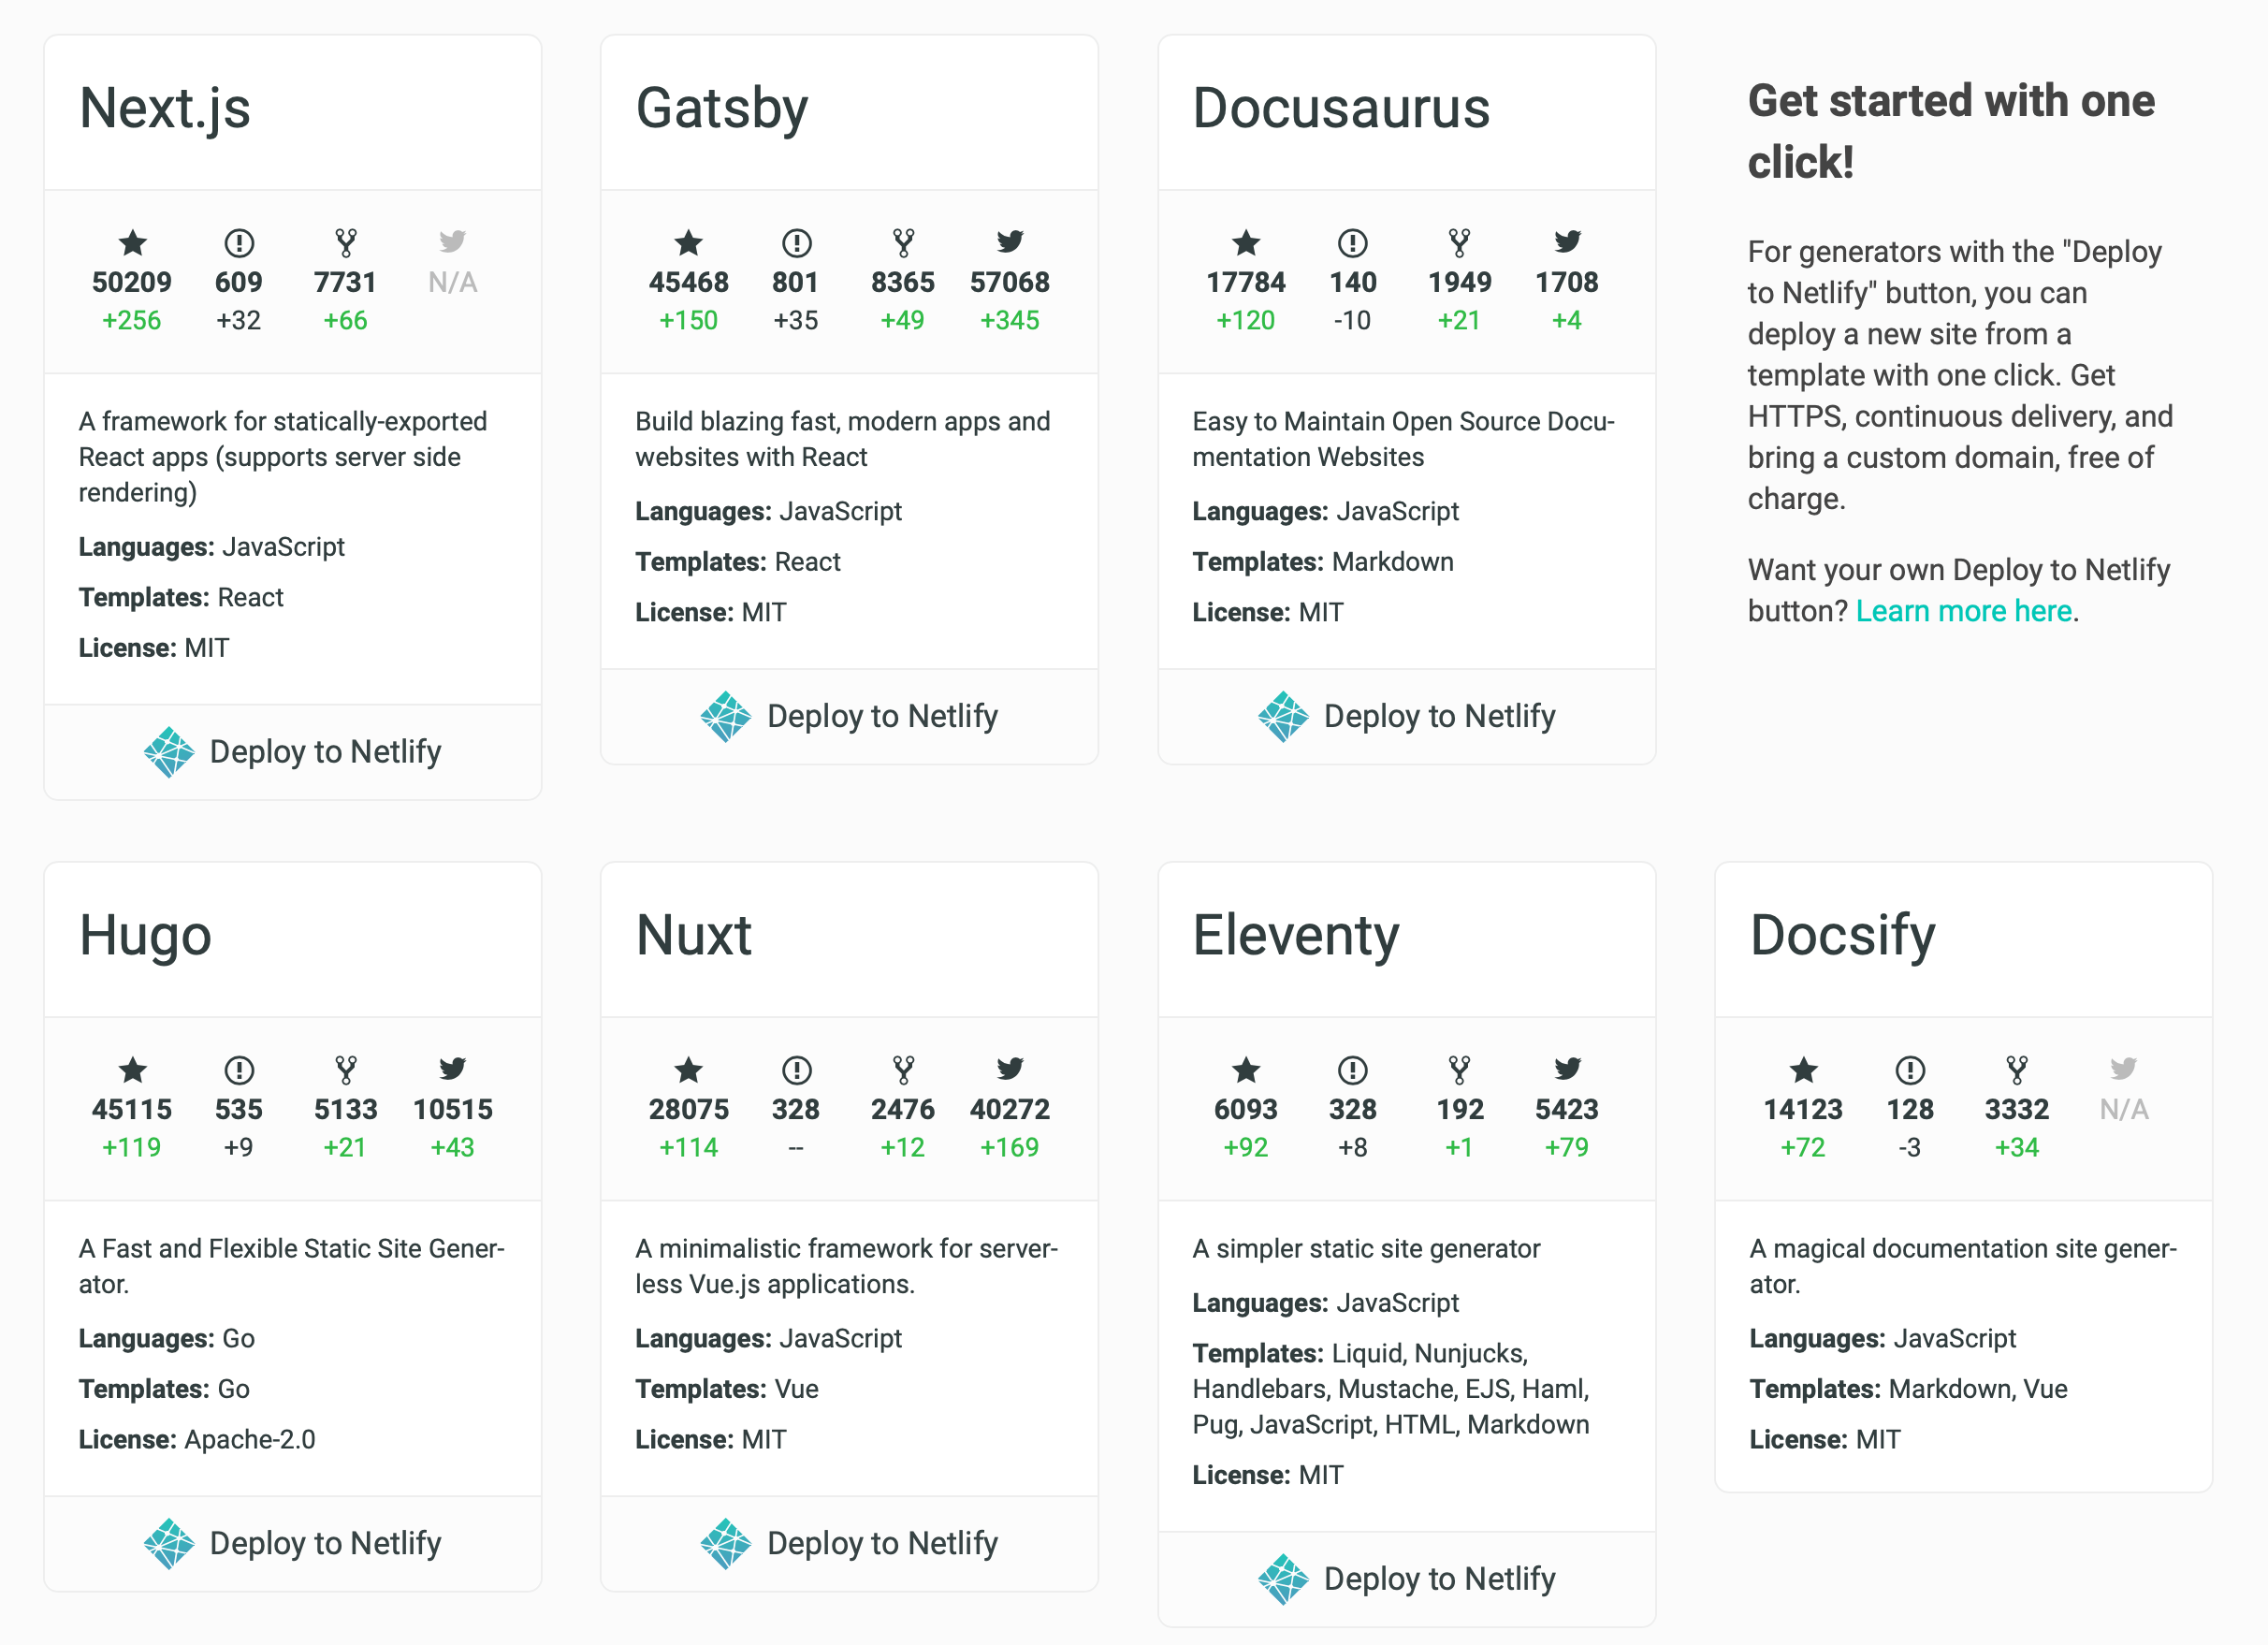 Next.js
50209 609 7731 N/A
+256 +32 +66
A framework for statically-exported
React apps (supports server side
rendering)
Languages: JavaScript
Templates: React
License: MIT
Deploy to Netlify
Gatsby
45468 801 8365 57068
+150 +35 +49 +345
Build blazing fast, modern apps and
websites with React
Languages: JavaScript
Templates: React
License: MIT
Deploy to Netlify
Docusaurus
17784 140 1949 1708
+120 -10 +21 +4
Easy to Maintain Open Source Docu-
mentation Websites
Languages: JavaScript
Templates: Markdown
License: MIT
Deploy to Netlify
Get started with one
click!
For generators with the "Deploy
to Netlify" button, you can
deploy a new site from a
template with one click. Get
HTTPS, continuous delivery, and
bring a custom domain, free of
charge.
Want your own Deploy to Netlify
button? Learn more here.
Hugo
45115 535 5133 10515
+119 +9 +21 +43
A Fast and Flexible Static Site Gener-
ator.
Languages: Go
Templates: Go
License: Apache-2.0
Deploy to Netlify
Nuxt
28075 328 2476 40272
+114 -- +12 +169
A minimalistic framework for server-
less Vue.js applications.
Languages: JavaScript
Templates: Vue
License: MIT
Deploy to Netlify
Eleventy
6093 328 192 5423
+92 +8 +1 +79
A simpler static site generator
Languages: JavaScript
Templates: Liquid, Nunjucks,
Handlebars, Mustache, EJS, Haml,
Pug, JavaScript, HTML, Markdown
License: MIT
Deploy to Netlify
Docsify
14123 128 3332 N/A
+72 -3 +34
A magical documentation site gener-
ator.
Languages: JavaScript
Templates: Markdown, Vue
License: MIT